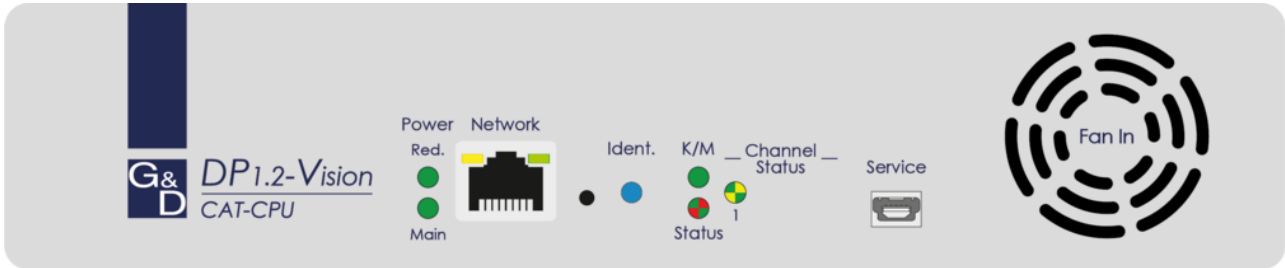 Power Network
Red.
Main
G&D
DP1.2-Vision
CAT-CPU
Ident.
K/M
Status
Channel
Status
1
Service
Fan In